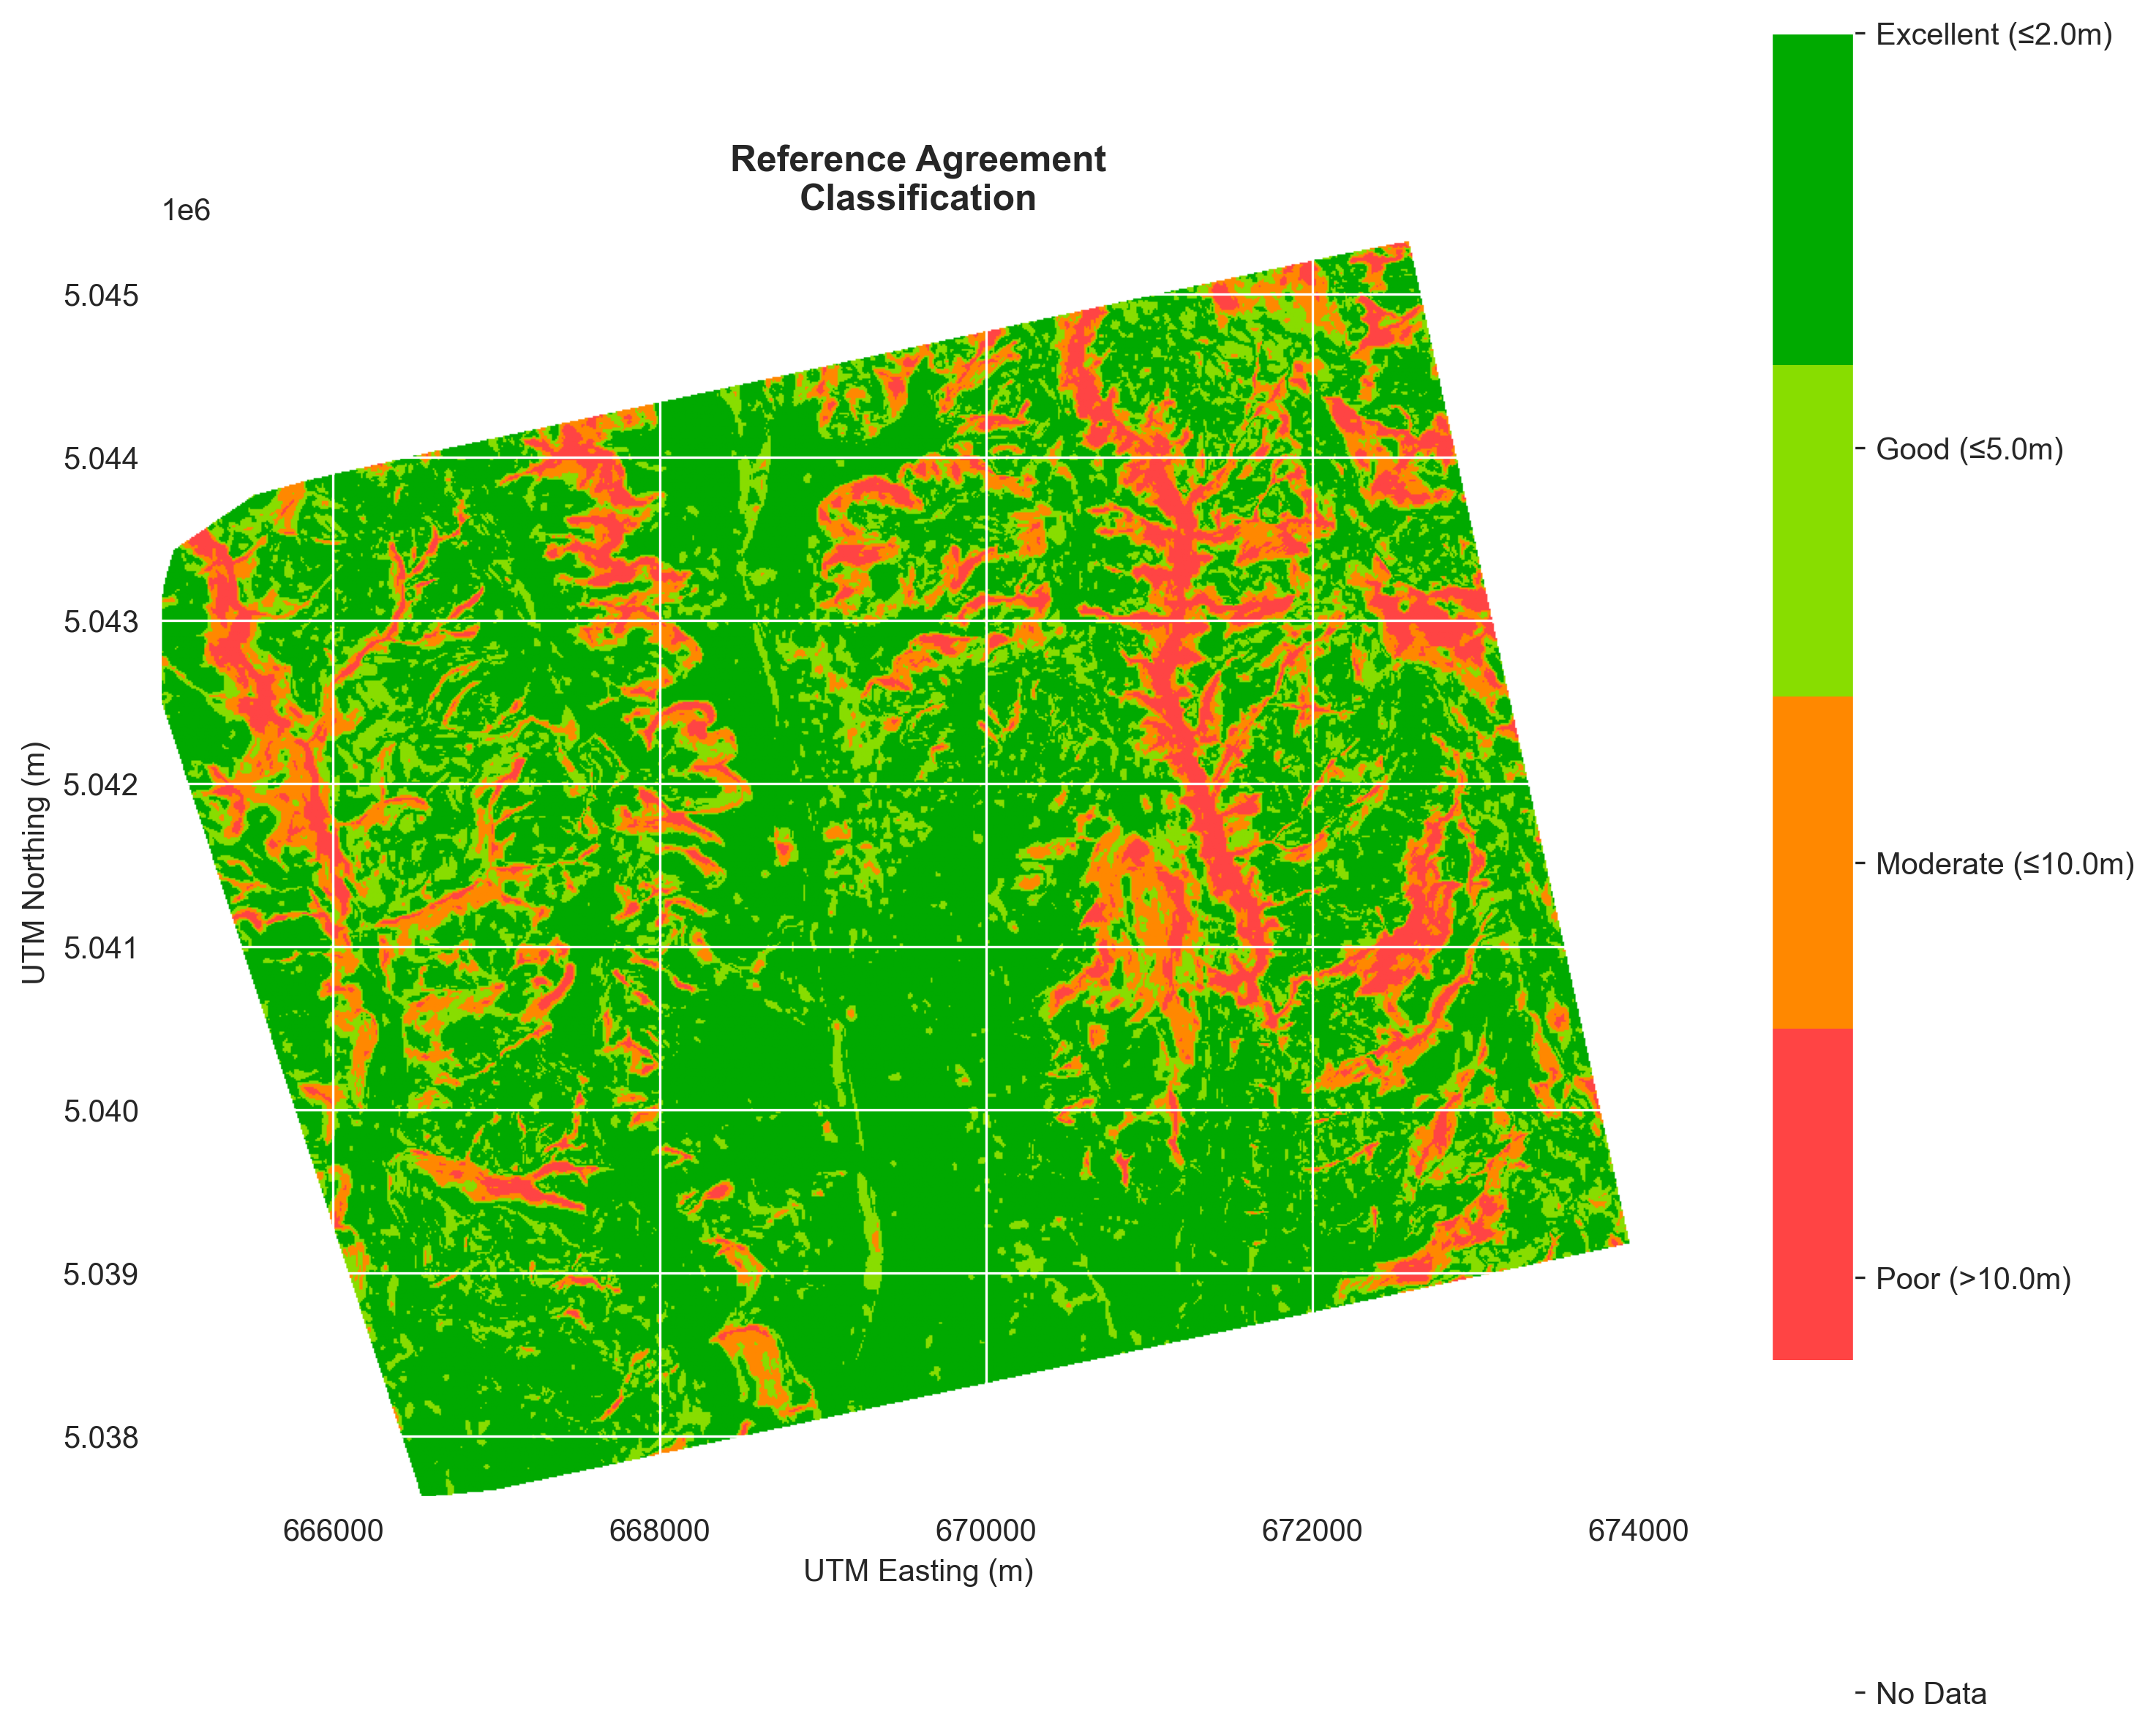 Reference Agreement
Classification
1e6
5.045
5.044
5.043
5.042
5.041
5.040
5.039
5.038
UTM Northing (m)
666000
668000
670000
672000
674000
UTM Easting (m)
Excellent (≤2.0m)
Good (≤5.0m)
Moderate (≤10.0m)
Poor (>10.0m)
No Data